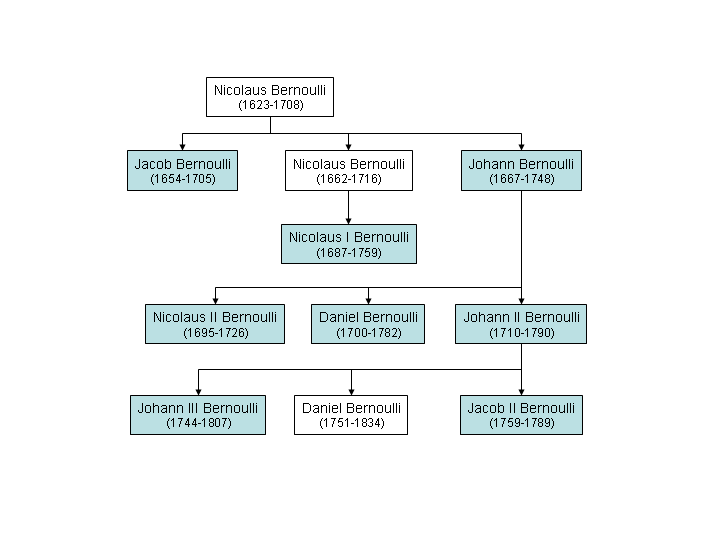 Nicolaus Bernoulli
(1623-1708)
Jacob Bernoulli
(1654-1705)
Nicolaus Bernoulli
(1662-1716)
Johann Bernoulli
(1667-1748)
Nicolaus I Bernoulli
(1687-1759)
Nicolaus II Bernoulli
(1695-1726)
Daniel Bernoulli
(1700-1782)
Johann II Bernoulli
(1710-1790)
Johann III Bernoulli
(1744-1807)
Daniel Bernoulli
(1751-1834)
Jacob II Bernoulli
(1759-1789)